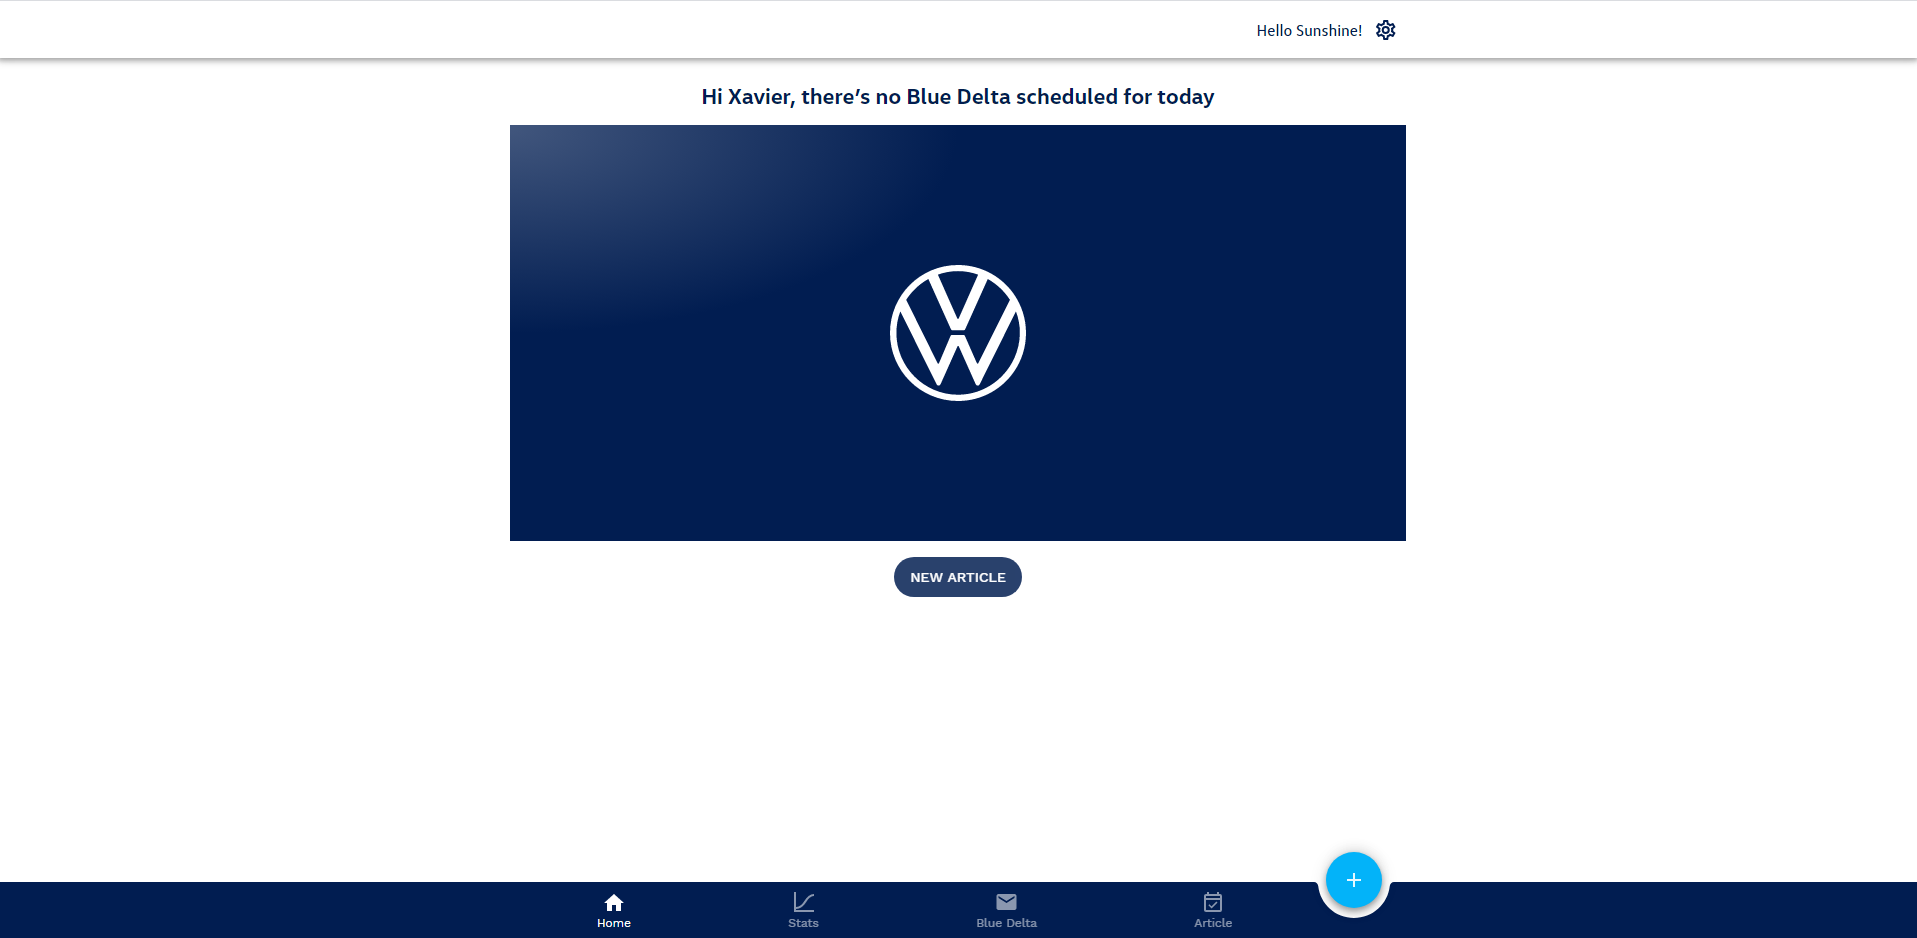 Hello Sunshine!
Hi Xavier, there's no Blue Delta scheduled for today
NEW ARTICLE
Home
Stats
Blue Delta
Article